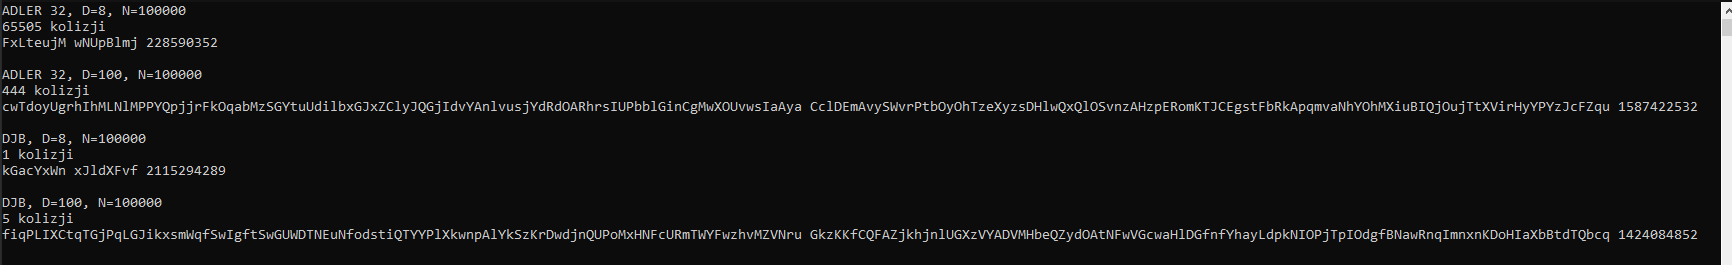 ADLER 32, D=8, N=100000
65505 kolizji
FxLteujM wNUpBlmj 228590352
ADLER 32, D=100, N=100000
444 kolizji
cwTdoyUgrhIhMLNlMPPYQpjjrFkOqabMzSGYtuUdilbxGJxZClyJQGjIdvYAnlvusjYdRdOARhrsIUPbblGinCgMwXOUvwsIaAya CclDEmAvySWvrPtbOyOhTzeXyzsDHlwQxQlOSvnzAHzpERomKTJCEgstFbRkApqmvaNhYOhMXiuBIQjOujTtXVirHyYPYzJcFZqu 1587422532
DJB, D=8, N=100000
1 kolizji
kGacYxWn xJldXFvf 2115294289
DJB, D=100, N=100000
5 kolizji
fiqPLIXCtqTGjPqLGJikxsmWqfSwIgftSwGUWDTNEuNfodstiQTYYPlXkwnpAlYkSzKrDwdjnQUPoMxHNFcURmTWYFwzhvMZVNru GkzKKfCQFAZjkhjnlUGXzVYADVMHbeQZydOAtNFwVGcwaHlDGfnfYhayLdpkNIOPjTpIOdgfBNawRnqImnxnKDoHIaXbBtdTQbcq 1424084852